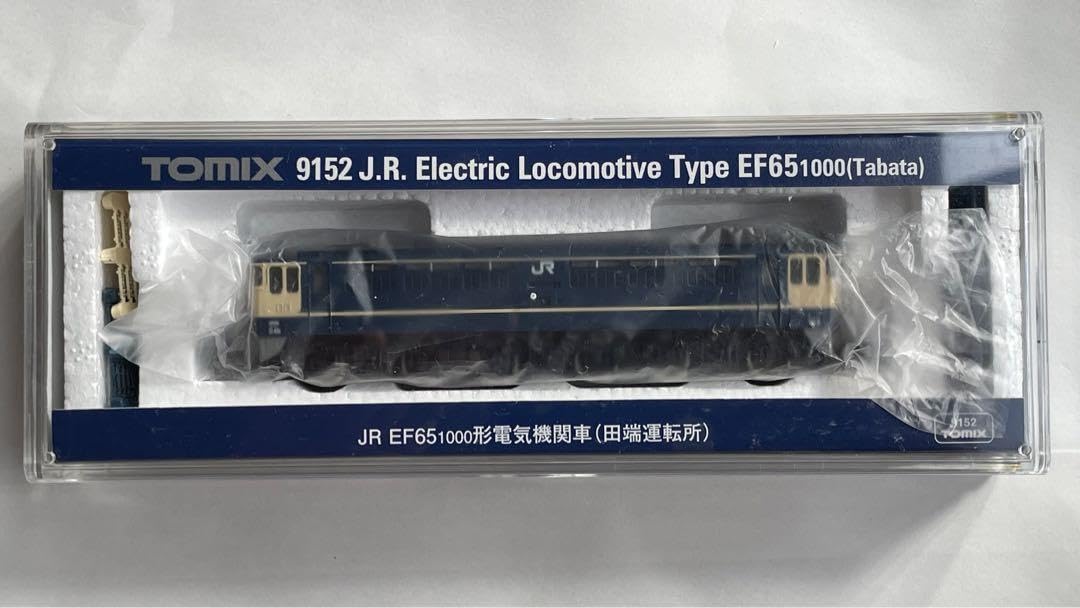 TOMIX 9152 J.R. Electric Locomotive Type EF651000(Tabata)
JR
JR EF651000形電気機関車(田端運転所)
9152
TOMIX